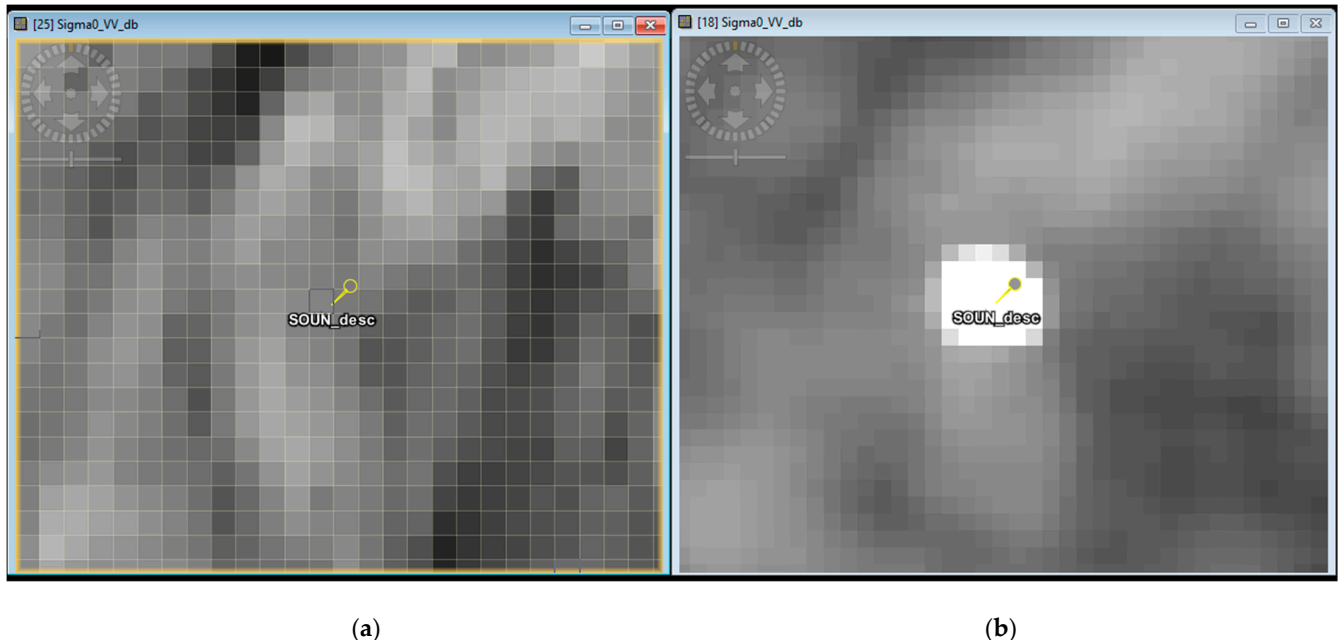 [25] Sigma0_VV_db
[18] Sigma0_VV_db
SOUN_desc
SOUN_desc
(a)
(b)